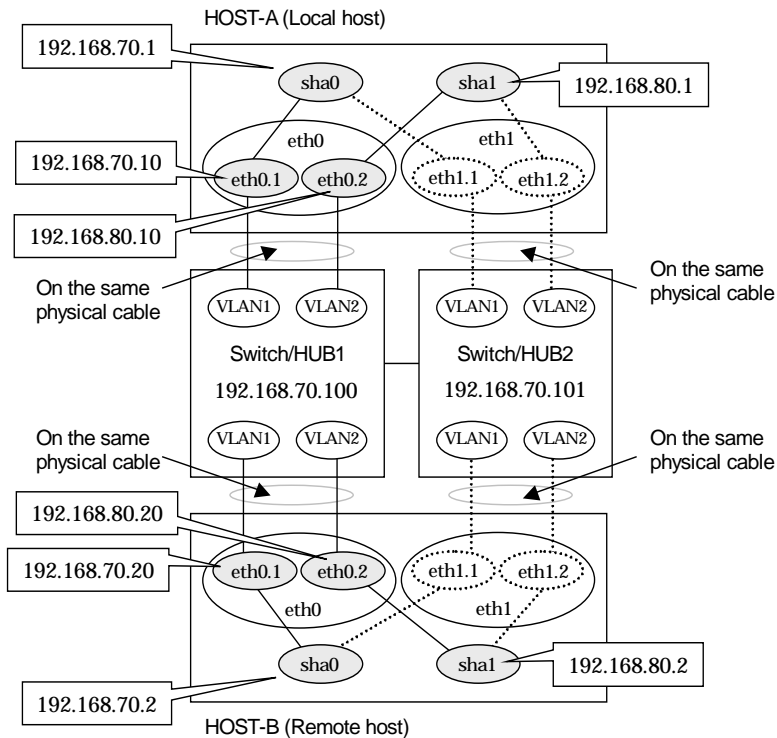 HOST-A (Local host)
192.168.70.1
sha0
sha1
192.168.80.1
eth0
eth1
192.168.70.10
eth0.1
eth0.2
eth1.1
eth1.2
192.168.80.10
On the same
physical cable
On the same
physical cable
VLAN1
VLAN2
VLAN1
VLAN2
Switch/HUB1
Switch/HUB2
192.168.70.100
192.168.70.101
On the same
physical cable
VLAN1
VLAN2
VLAN1
VLAN2
On the same
physical cable
192.168.80.20
192.168.70.20
eth0.1
eth0.2
eth1.1
eth1.2
eth0
eth1
sha0
sha1
192.168.80.2
192.168.70.2
HOST-B (Remote host)